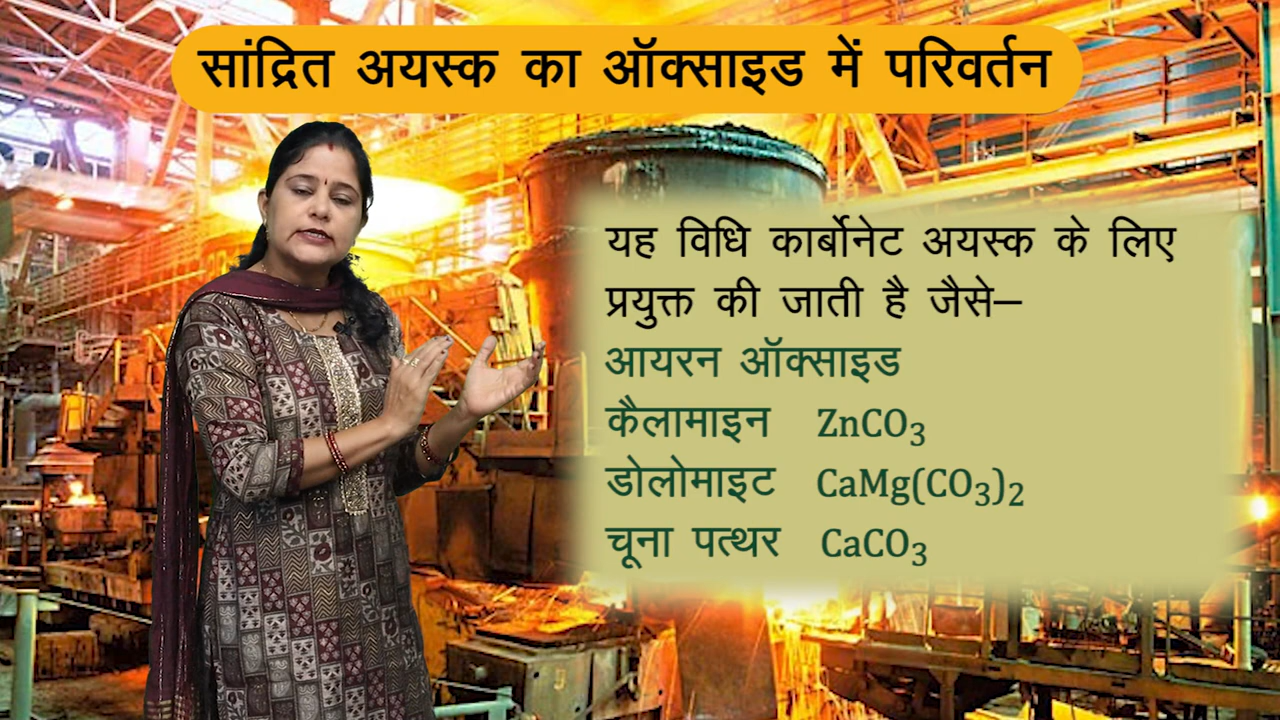 सांद्रित अयस्क का ऑक्साइड में परिवर्तन
यह विधि कार्बोनेट अयस्क के लिए
प्रयुक्त की जाती है जैसे–
आयरन ऑक्साइड
कैलामाइन ZnCO₃
डोलोमाइट CaMg(CO₃)₂
चूना पत्थर CaCO₃